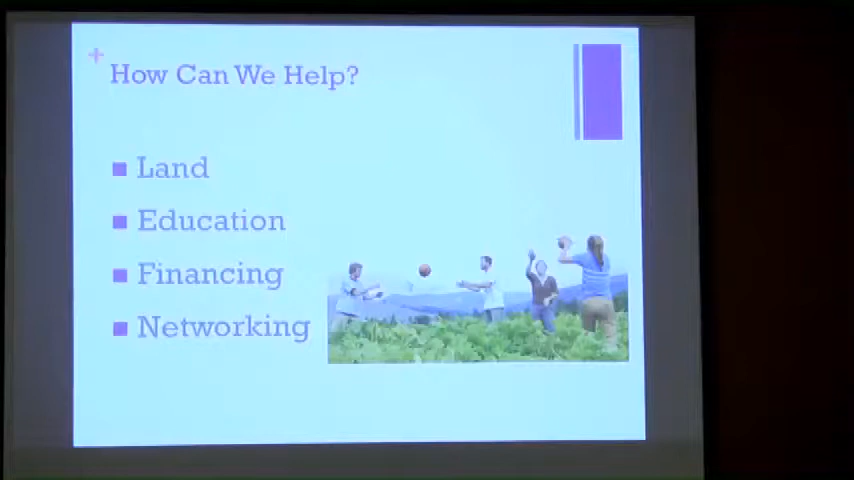 +
How Can We Help?
Land
Education
Financing
Networking